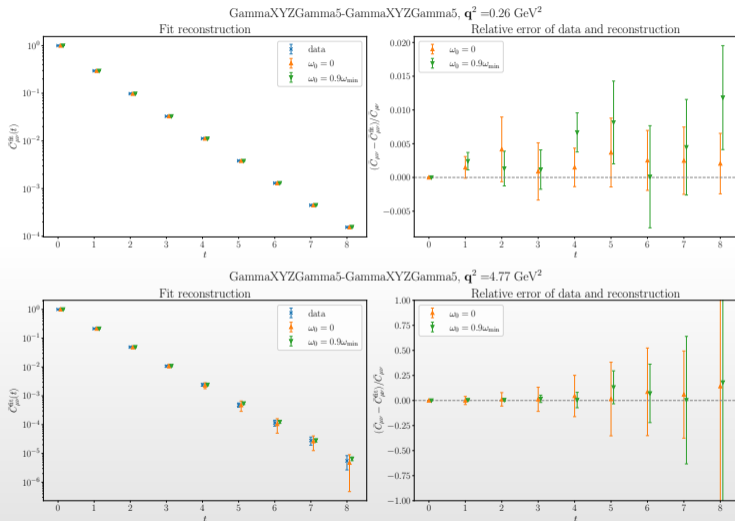 GammaXYZGamma5-GammaXYZGamma5, q² =0.26 GeV²
Fit reconstruction
Relative error of data and reconstruction
data
ω₀ = 0
ω₀ = 0.9ω_min
ω₀ = 0
ω₀ = 0.9ω_min
10⁰
10⁻¹
10⁻²
10⁻³
10⁻⁴
0.020
0.015
0.010
0.005
0.000
−0.005
0 1 2 3 4 5 6 7 8
t
0 1 2 3 4 5 6 7 8
t
GammaXYZGamma5-GammaXYZGamma5, q² =4.77 GeV²
Fit reconstruction
Relative error of data and reconstruction
data
ω₀ = 0
ω₀ = 0.9ω_min
ω₀ = 0
ω₀ = 0.9ω_min
10⁰
10⁻¹
10⁻²
10⁻³
10⁻⁴
10⁻⁵
10⁻⁶
1.00
0.75
0.50
0.25
0.00
−0.25
−0.50
−0.75
−1.00
0 1 2 3 4 5 6 7 8
t
0 1 2 3 4 5 6 7 8
t